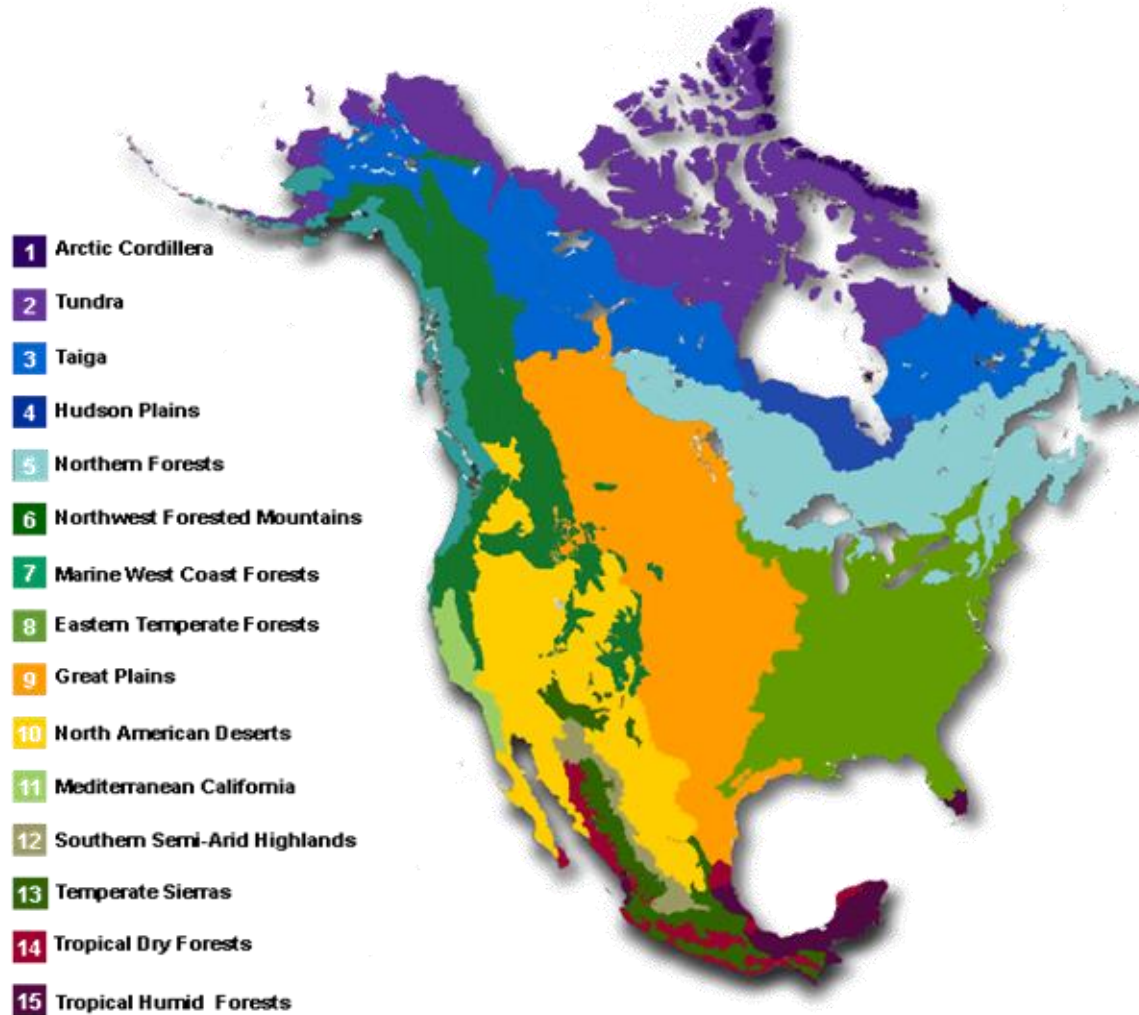 1 Arctic Cordillera
2 Tundra
3 Taiga
4 Hudson Plains
5 Northern Forests
6 Northwest Forested Mountains
7 Marine West Coast Forests
8 Eastern Temperate Forests
9 Great Plains
10 North American Deserts
11 Mediterranean California
12 Southern Semi-Arid Highlands
13 Temperate Sierras
14 Tropical Dry Forests
15 Tropical Humid Forests